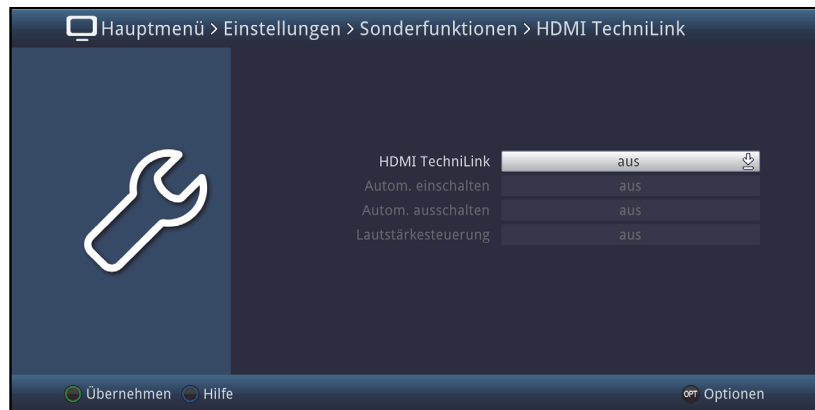 Hauptmenü > Einstellungen > Sonderfunktionen > HDMI TechniLink
HDMI TechniLink aus
Autom. einschalten aus
Autom. ausschalten aus
Lautstärkesteuerung aus
Übernehmen Hilfe OPT Optionen